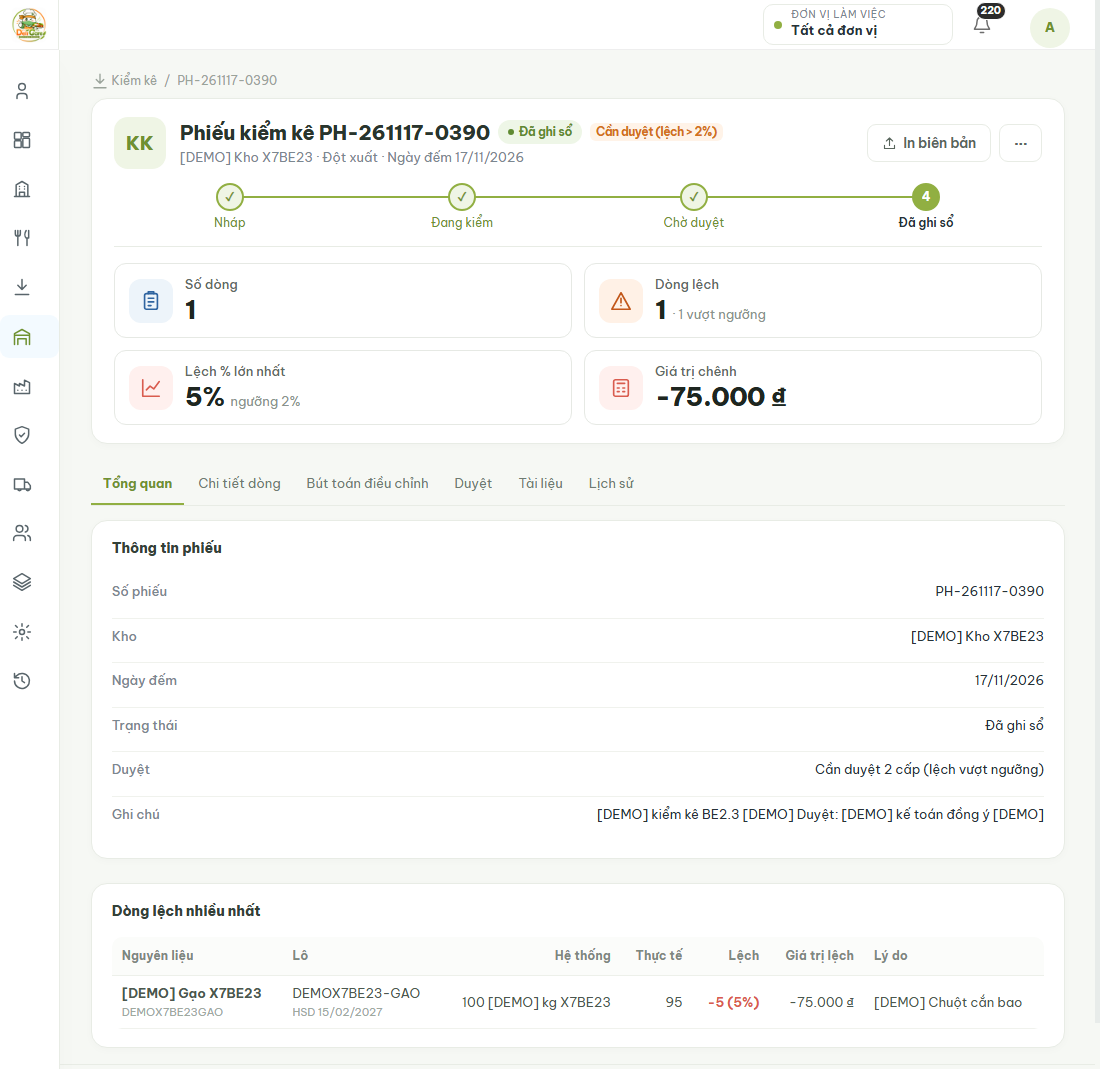 ĐƠN VỊ LÀM VIỆC
Tất cả đơn vị
220
A
Kiểm kê / PH-261117-0390
KK
Phiếu kiểm kê PH-261117-0390
Đã ghi sổ
Cần duyệt (lệch > 2%)
[DEMO] Kho X7BE23 · Đột xuất · Ngày đếm 17/11/2026
In biên bản
...
✓ ✓ ✓ 4
Nháp Đang kiểm Chờ duyệt Đã ghi sổ
Số dòng
1
Dòng lệch
1 · 1 vượt ngưỡng
Lệch % lớn nhất
5% ngưỡng 2%
Giá trị chênh
-75.000 ₫
Tổng quan Chi tiết dòng Bút toán điều chỉnh Duyệt Tài liệu Lịch sử
Thông tin phiếu
Số phiếu PH-261117-0390
Kho [DEMO] Kho X7BE23
Ngày đếm 17/11/2026
Trạng thái Đã ghi sổ
Duyệt Cần duyệt 2 cấp (lệch vượt ngưỡng)
Ghi chú [DEMO] kiểm kê BE2.3 [DEMO] Duyệt: [DEMO] kế toán đồng ý [DEMO]
Dòng lệch nhiều nhất
Nguyên liệu Lô Hệ thống Thực tế Lệch Giá trị lệch Lý do
[DEMO] Gạo X7BE23 DEMOX7BE23-GAO 100 [DEMO] kg X7BE23 95 -5 (5%) -75.000 ₫ [DEMO] Chuột cắn bao
DEMOX7BE23GAO HSD 15/02/2027